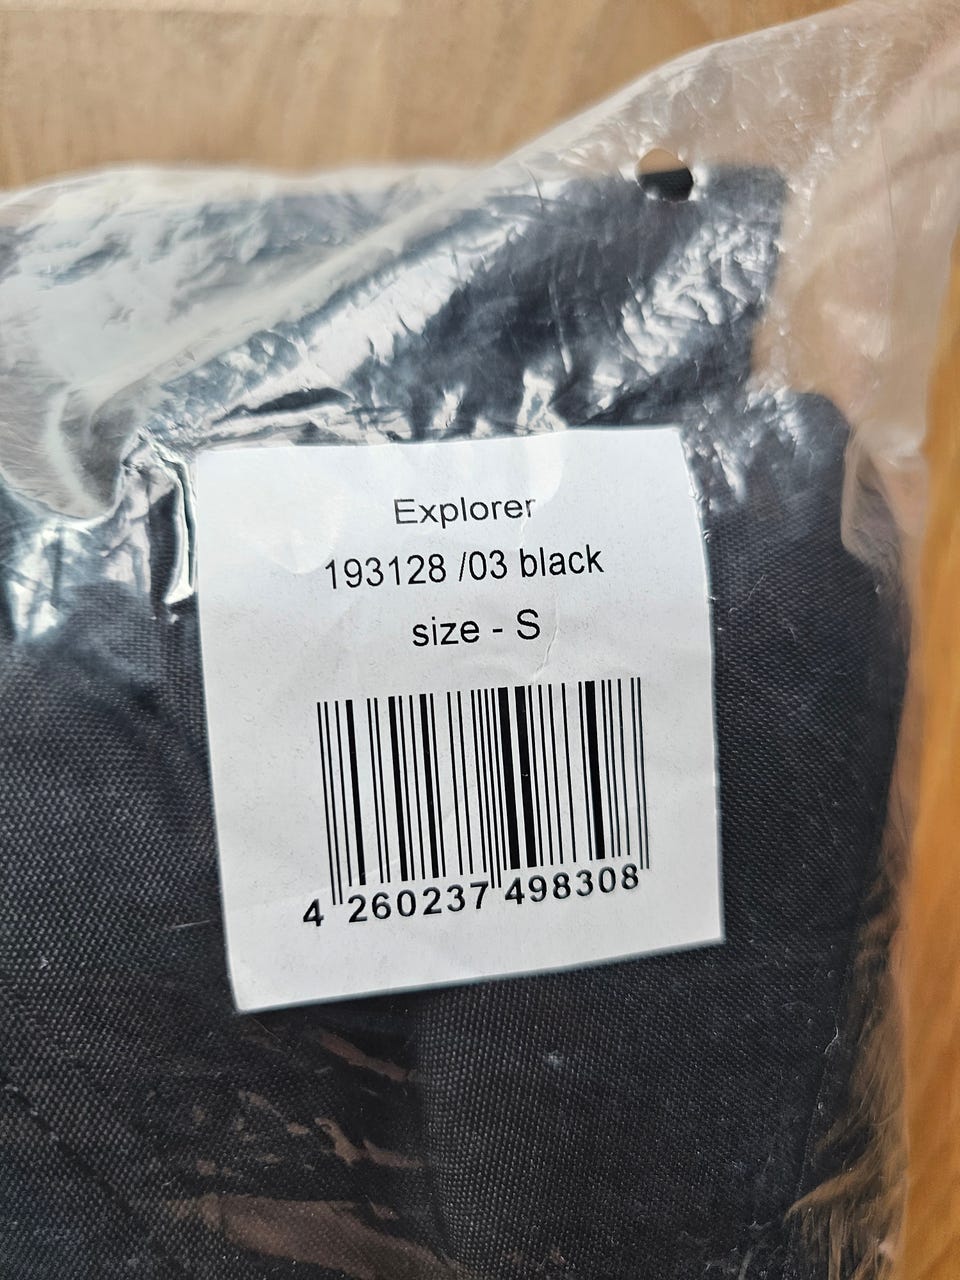 Explorer
193128 /03 black
size - S
4 260237 498308